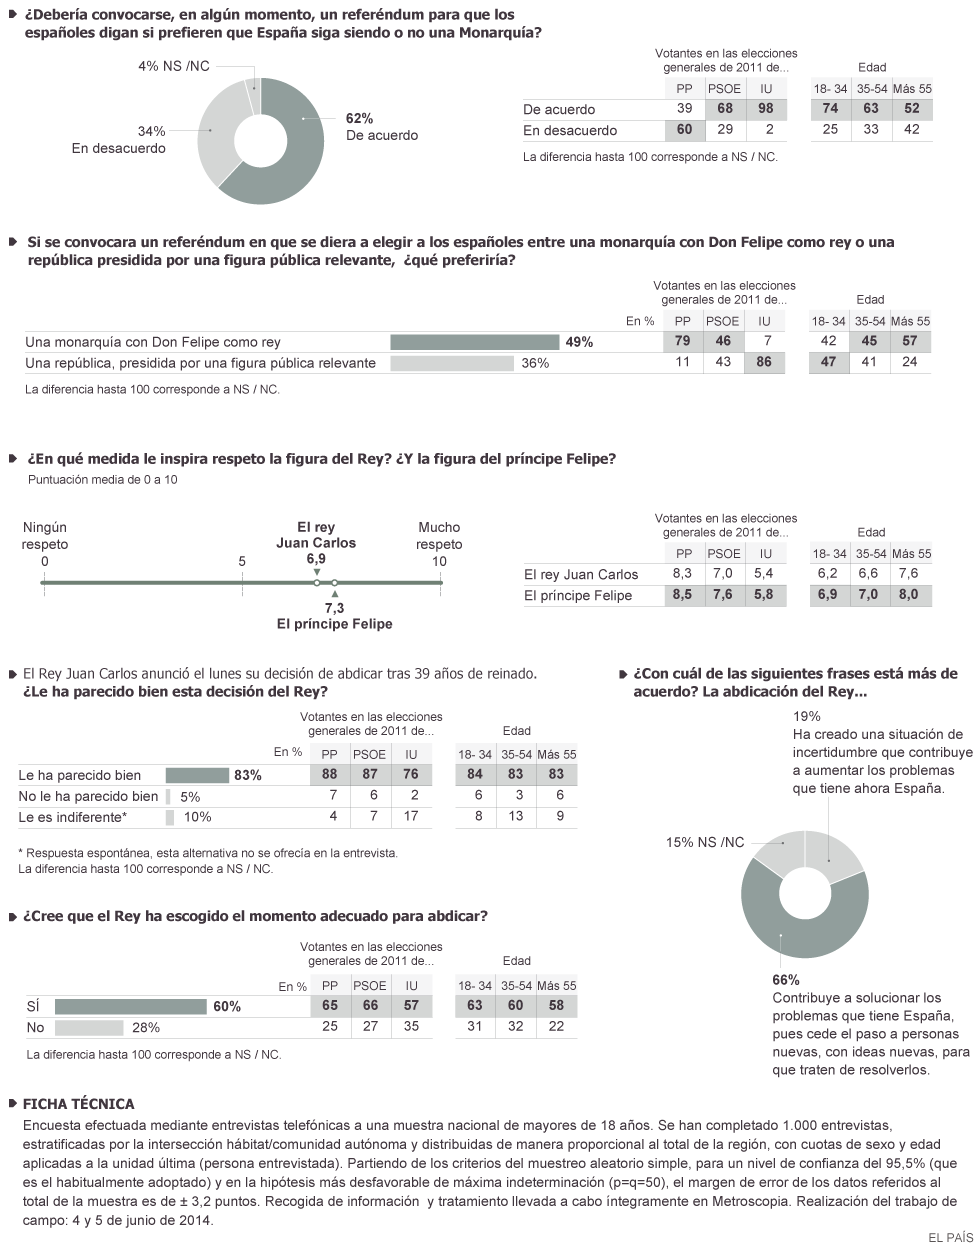 ¿Debería convocarse, en algún momento, un referéndum para que los
españoles digan si prefieren que España siga siendo o no una Monarquía?
4% NS /NC
34%
En desacuerdo
62%
De acuerdo
Votantes en las elecciones
generales de 2011 de...
Edad
PP PSOE IU 18- 34 35-54 Más 55
De acuerdo 39 68 98 74 63 52
En desacuerdo 60 29 2 25 33 42
La diferencia hasta 100 corresponde a NS / NC.
Si se convocara un referéndum en que se diera a elegir a los españoles entre una monarquía con Don Felipe como rey o una
república presidida por una figura pública relevante, ¿qué preferiría?
Votantes en las elecciones
generales de 2011 de...
Edad
En % PP PSOE IU 18- 34 35-54 Más 55
Una monarquía con Don Felipe como rey 49% 79 46 7 42 45 57
Una república, presidida por una figura pública relevante 36% 11 43 86 47 41 24
La diferencia hasta 100 corresponde a NS / NC.
¿En qué medida le inspira respeto la figura del Rey? ¿Y la figura del príncipe Felipe?
Puntuación media de 0 a 10
Ningún
respeto
0
5
El rey
Juan Carlos
6,9
Mucho
respeto
10
7,3
El príncipe Felipe
Votantes en las elecciones
generales de 2011 de...
Edad
PP PSOE IU 18- 34 35-54 Más 55
El rey Juan Carlos 8,3 7,0 5,4 6,2 6,6 7,6
El príncipe Felipe 8,5 7,6 5,8 6,9 7,0 8,0
El Rey Juan Carlos anunció el lunes su decisión de abdicar tras 39 años de reinado.
¿Le ha parecido bien esta decisión del Rey?
Votantes en las elecciones
generales de 2011 de...
Edad
En % PP PSOE IU 18- 34 35-54 Más 55
Le ha parecido bien 83% 88 87 76 84 83 83
No le ha parecido bien 5% 7 6 2 6 3 6
Le es indiferente* 10% 4 7 17 8 13 9
* Respuesta espontánea, esta alternativa no se ofrecía en la entrevista.
La diferencia hasta 100 corresponde a NS / NC.
¿Con cuál de las siguientes frases está más de
acuerdo? La abdicación del Rey...
19%
Ha creado una situación de
incertidumbre que contribuye
a aumentar los problemas
que tiene ahora España.
15% NS /NC
66%
Contribuye a solucionar los
problemas que tiene España,
pues cede el paso a personas
nuevas, con ideas nuevas, para
que traten de resolverlos.
¿Cree que el Rey ha escogido el momento adecuado para abdicar?
Votantes en las elecciones
generales de 2011 de...
Edad
En % PP PSOE IU 18- 34 35-54 Más 55
SÍ 60% 65 66 57 63 60 58
No 28% 25 27 35 31 32 22
La diferencia hasta 100 corresponde a NS / NC.
FICHA TÉCNICA
Encuesta efectuada mediante entrevistas telefónicas a una muestra nacional de mayores de 18 años. Se han completado 1.000 entrevistas,
estratificadas por la intersección hábitat/comunidad autónoma y distribuidas de manera proporcional al total de la región, con cuotas de sexo y edad
aplicadas a la unidad última (persona entrevistada). Partiendo de los criterios del muestreo aleatorio simple, para un nivel de confianza del 95,5% (que
es el habitualmente adoptado) y en la hipótesis más desfavorable de máxima indeterminación (p=q=50), el margen de error de los datos referidos al
total de la muestra es de ± 3,2 puntos. Recogida de información y tratamiento llevada a cabo íntegramente en Metroscopia. Realización del trabajo de
campo: 4 y 5 de junio de 2014.
EL PAÍS